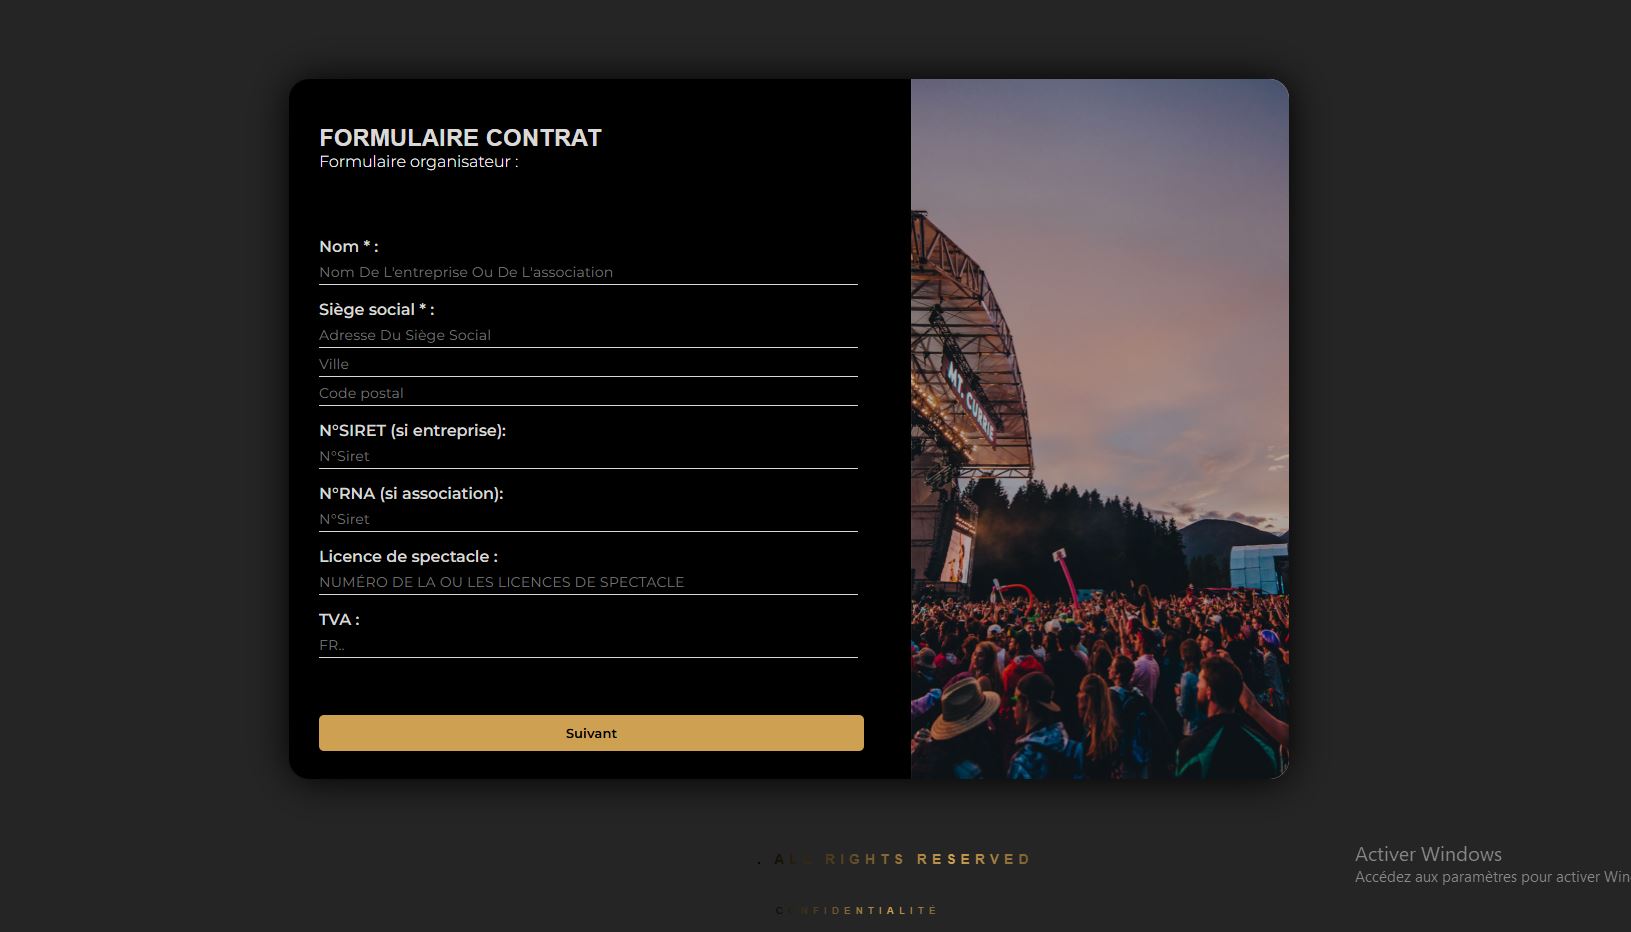 FORMULAIRE CONTRAT
Formulaire organisateur :
Nom * :
Nom De L'entreprise Ou De L'association
Siège social * :
Adresse Du Siège Social
Ville
Code postal
N°SIRET (si entreprise):
N°Siret
N°RNA (si association):
N°Siret
Licence de spectacle :
NUMÉRO DE LA OU LES LICENCES DE SPECTACLE
TVA :
FR..
Suivant
MT. CURRIE
. ALL RIGHTS RESERVED
CONFIDENTIALITÉ
Activer Windows
Accédez aux paramètres pour activer Win